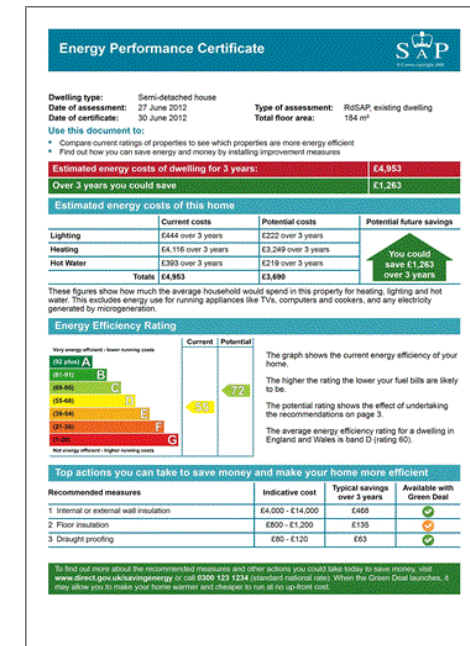 Energy Performance Certificate
SAP
© Crown copyright 2009
Dwelling type: Semi-detached house
Date of assessment: 27 June 2012 Type of assessment: RdSAP, existing dwelling
Date of certificate: 30 June 2012 Total floor area: 184 m²
Use this document to:
• Compare current ratings of properties to see which properties are more energy efficient
• Find out how you can save energy and money by installing improvement measures
Estimated energy costs of dwelling for 3 years: £4,953
Over 3 years you could save £1,263
Estimated energy costs of this home
Current costs Potential costs Potential future savings
Lighting £444 over 3 years £222 over 3 years
Heating £4,116 over 3 years £3,249 over 3 years
Hot Water £393 over 3 years £219 over 3 years
Totals £4,953 £3,690
You could
save £1,263
over 3 years
These figures show how much the average household would spend in this property for heating, lighting and hot
water. This excludes energy use for running appliances like TVs, computers and cookers, and any electricity
generated by microgeneration.
Energy Efficiency Rating
Current Potential
Very energy efficient - lower running costs
(92 plus) A
(81-91) B
(69-80) C
(55-68) D
(39-54) E
(21-38) F
(1-20) G
Not energy efficient - higher running costs
55
72
The graph shows the current energy efficiency of your
home.
The higher the rating the lower your fuel bills are likely
to be.
The potential rating shows the effect of undertaking
the recommendations on page 3.
The average energy efficiency rating for a dwelling in
England and Wales is band D (rating 60).
Top actions you can take to save money and make your home more efficient
Recommended measures Indicative cost Typical savings over 3 years Available with Green Deal
1 Internal or external wall insulation £4,000 - £14,000 £468
2 Floor insulation £800 - £1,200 £135
3 Draught proofing £80 - £120 £63
To find out more about the recommended measures and other actions you could take today to save money, visit
www.direct.gov.uk/savingenergy or call 0300 123 1234 (standard national rate). When the Green Deal launches, it
may allow you to make your home warmer and cheaper to run at no up-front cost.